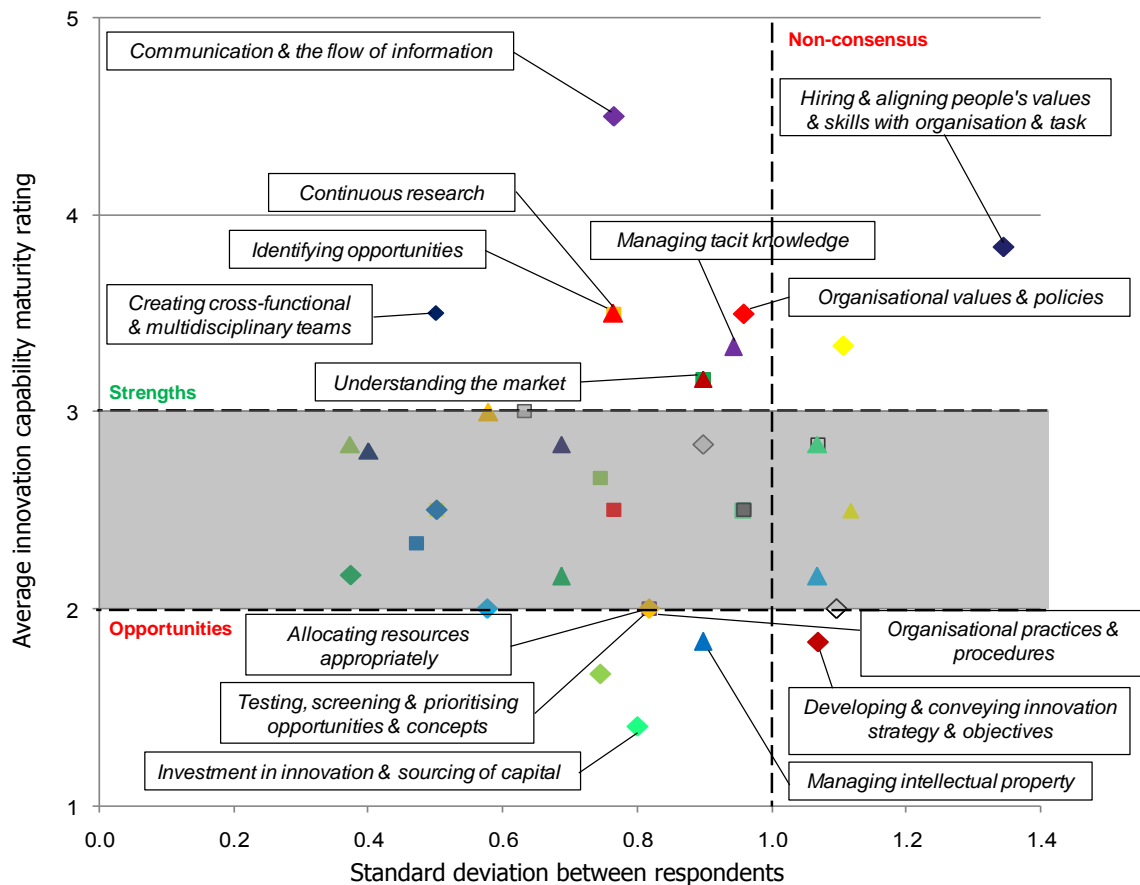 5
Non-consensus
Communication & the flow of information
Hiring & aligning people's values
& skills with organisation & task
4
Continuous research
Identifying opportunities
Managing tacit knowledge
Creating cross-functional
& multidisciplinary teams
Organisational values & policies
Understanding the market
Strengths
3
Average innovation capability maturity rating
2
Opportunities
Allocating resources
appropriately
Organisational practices &
procedures
Testing, screening & prioritising
opportunities & concepts
Developing & conveying innovation
strategy & objectives
Investment in innovation & sourcing of capital
Managing intellectual property
1
0.0 0.2 0.4 0.6 0.8 1.0 1.2 1.4
Standard deviation between respondents